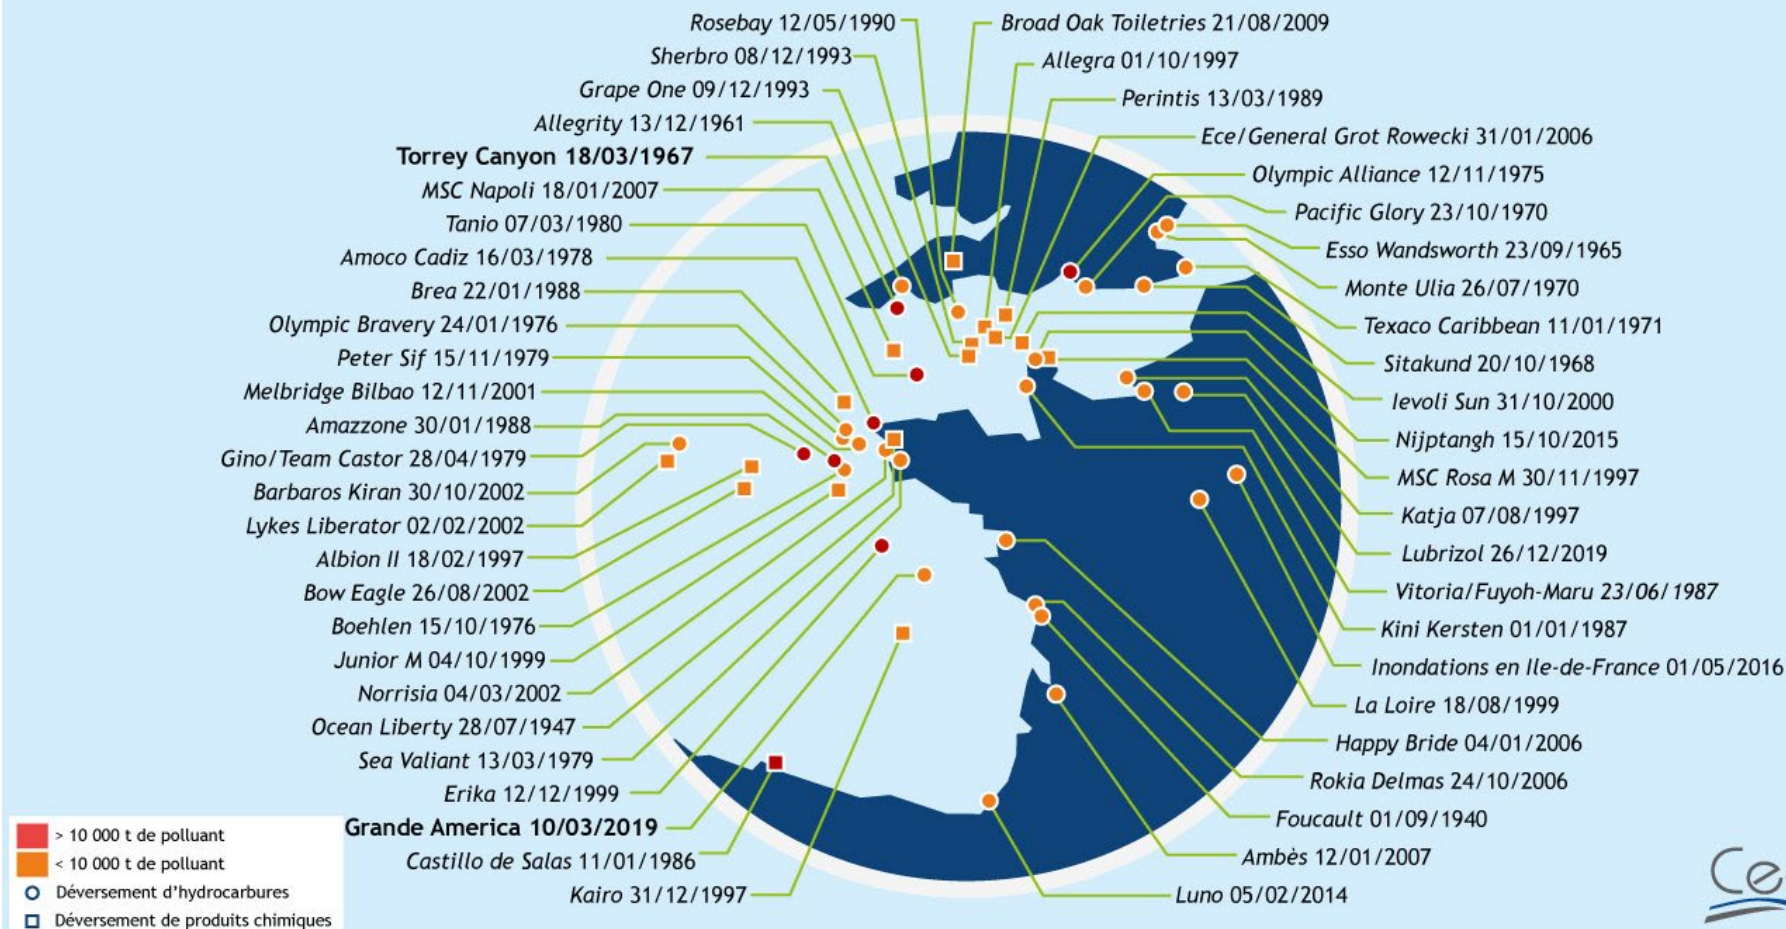 Rosebay 12/05/1990
Sherbro 08/12/1993
Grape One 09/12/1993
Allegrity 13/12/1961
Torrey Canyon 18/03/1967
MSC Napoli 18/01/2007
Tanio 07/03/1980
Amoco Cadiz 16/03/1978
Brea 22/01/1988
Olympic Bravery 24/01/1976
Peter Sif 15/11/1979
Melbridge Bilbao 12/11/2001
Amazzone 30/01/1988
Gino/Team Castor 28/04/1979
Barbaros Kiran 30/10/2002
Lykes Liberator 02/02/2002
Albion II 18/02/1997
Bow Eagle 26/08/2002
Boehlen 15/10/1976
Junior M 04/10/1999
Norrisia 04/03/2002
Ocean Liberty 28/07/1947
Sea Valiant 13/03/1979
Erika 12/12/1999
Grande America 10/03/2019
Castillo de Salas 11/01/1986
Kairo 31/12/1997
Broad Oak Toiletries 21/08/2009
Allegra 01/10/1997
Perintis 13/03/1989
Ece/General Grot Rowecki 31/01/2006
Olympic Alliance 12/11/1975
Pacific Glory 23/10/1970
Esso Wandsworth 23/09/1965
Monte Ulia 26/07/1970
Texaco Caribbean 11/01/1971
Sitakund 20/10/1968
Ievoli Sun 31/10/2000
Nijptangh 15/10/2015
MSC Rosa M 30/11/1997
Katja 07/08/1997
Lubrizol 26/12/2019
Vitoria/Fuyoh-Maru 23/06/1987
Kini Kersten 01/01/1987
Inondations en Ile-de-France 01/05/2016
La Loire 18/08/1999
Happy Bride 04/01/2006
Rokia Delmas 24/10/2006
Foucault 01/09/1940
Ambès 12/01/2007
Luno 05/02/2014
> 10 000 t de polluant
< 10 000 t de polluant
Déversement d'hydrocarbures
Déversement de produits chimiques
Ce